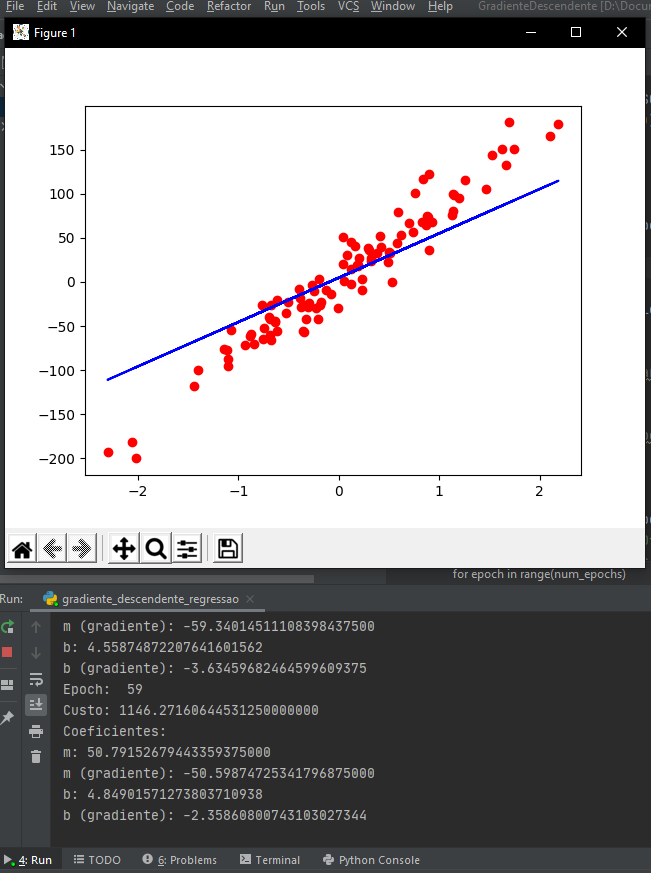 File Edit View Navigate Code Refactor Run Tools VCS Window Help GradienteDescendente [D:\Docum
Figure 1
150
100
50
0
−50
−100
−150
−200
−2 −1 0 1 2
for epoch in range(num_epochs)
Run: gradiente_descendente_regressao
m (gradiente): -59.34014511108398437500
b: 4.55874872207641601562
b (gradiente): -3.63459682464599609375
Epoch: 59
Custo: 1146.27160644531250000000
Coeficientes:
m: 50.79152679443359375000
m (gradiente): -50.59874725341796875000
b: 4.84901571273803710938
b (gradiente): -2.35860800743103027344
4: Run TODO 6: Problems Terminal Python Console